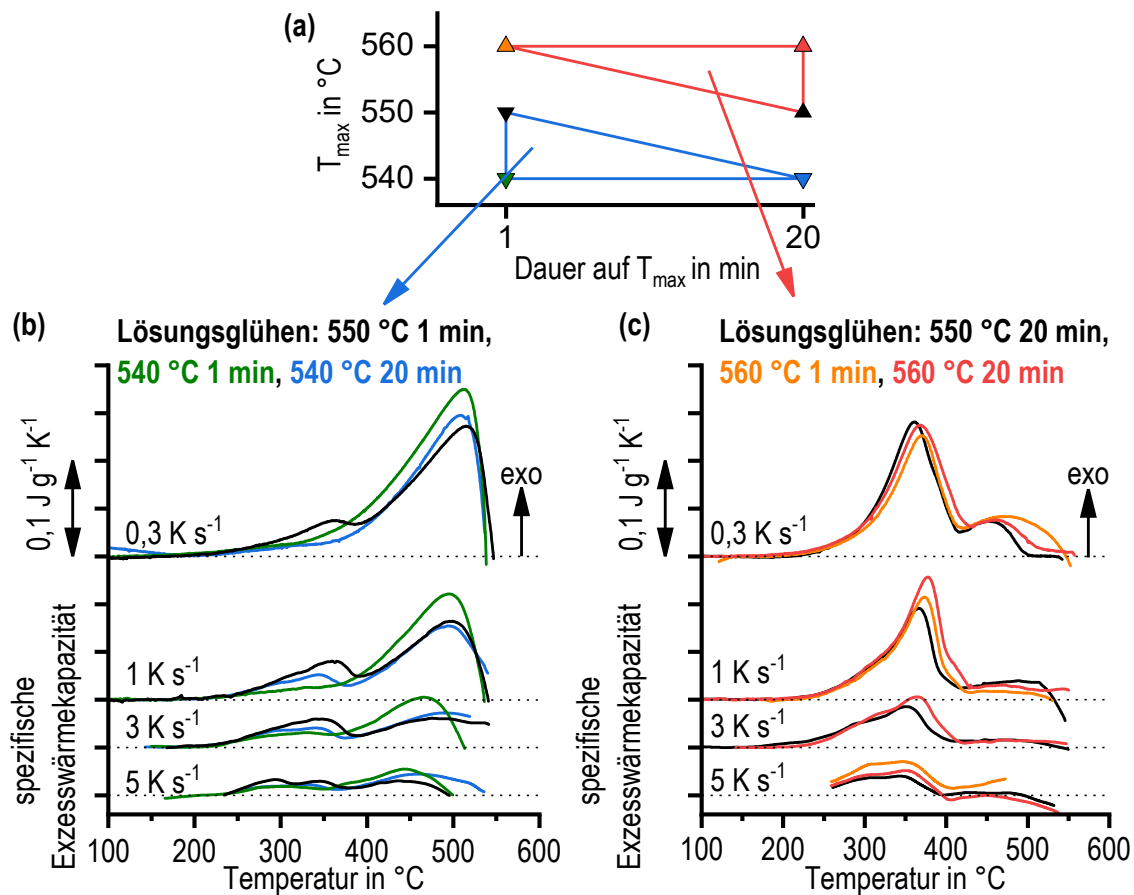 (a)
560
550
540
T_max in °C
1
20
Dauer auf T_max in min
(b)
Lösungsglühen: 550 °C 1 min,
540 °C 1 min, 540 °C 20 min
0,1 J g⁻¹ K⁻¹
exo
0,3 K s⁻¹
1 K s⁻¹
3 K s⁻¹
5 K s⁻¹
spezifische
Exzesswärmekapazität
100 200 300 400 500 600
Temperatur in °C
(c)
Lösungsglühen: 550 °C 20 min,
560 °C 1 min, 560 °C 20 min
0,1 J g⁻¹ K⁻¹
exo
0,3 K s⁻¹
1 K s⁻¹
3 K s⁻¹
5 K s⁻¹
spezifische
Exzesswärmekapazität
100 200 300 400 500 600
Temperatur in °C